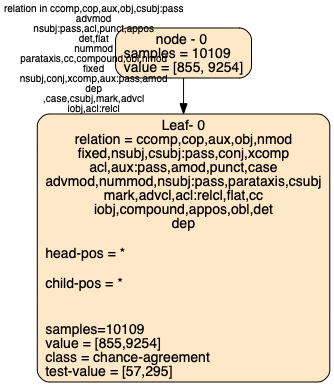 relation in ccomp,cop,aux,obj,csubj:pass
advmod
nsubj:pass,acl,punct,appos
det,flat
nummod
parataxis,cc,compound,obl,nmod
fixed
nsubj,conj,xcomp,aux:pass,amod
dep
,case,csubj,mark,advcl
iobj,acl:relcl
node - 0
samples = 10109
value = [855, 9254]
Leaf- 0
relation = ccomp,cop,aux,obj,nmod
fixed,nsubj,csubj:pass,conj,xcomp
acl,aux:pass,amod,punct,case
advmod,nummod,nsubj:pass,parataxis,csubj
mark,advcl,acl:relcl,flat,cc
iobj,compound,appos,obl,det
dep
head-pos = *
child-pos = *
samples=10109
value = [855,9254]
class = chance-agreement
test-value = [57,295]